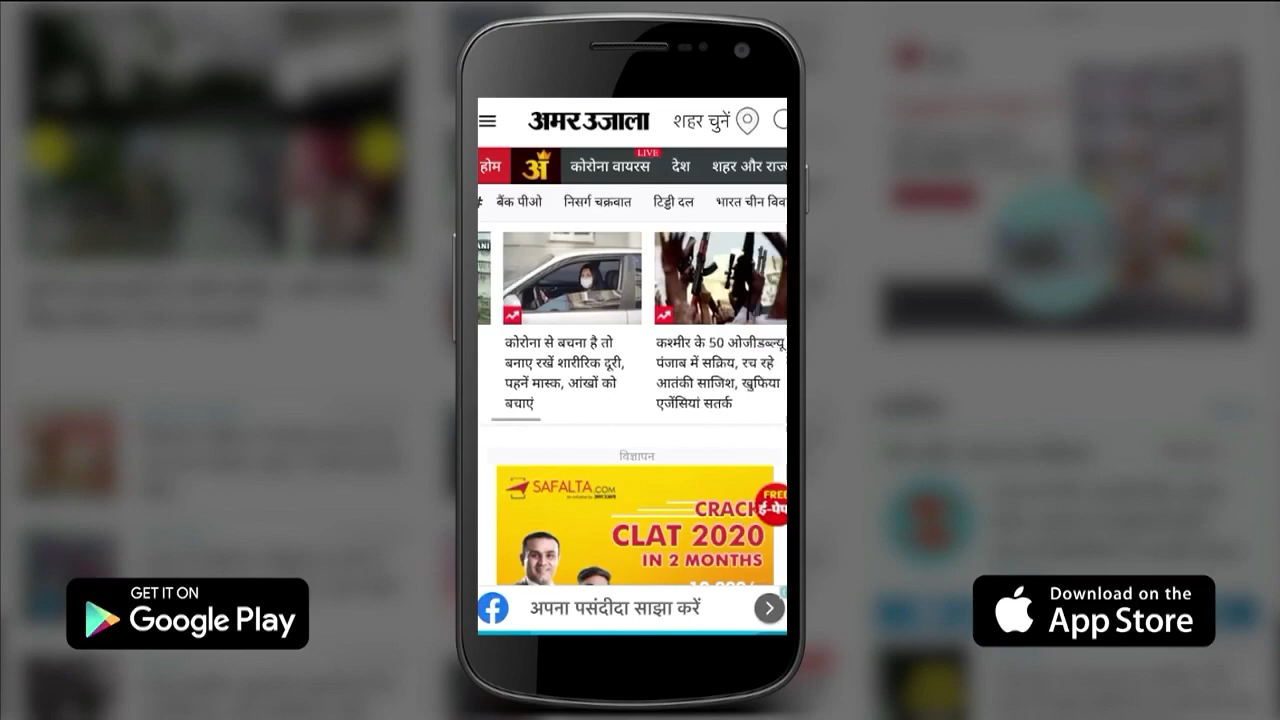 अमर उजाला
शहर चुनें
LIVE
होम
अ
कोरोना वायरस
देश
शहर और राज्
# बैंक पीओ
निसर्ग चक्रवात
टिड्डी दल
भारत चीन विवा
कोरोना से बचना है तो
बनाए रखें शारीरिक दूरी,
पहनें मास्क, आंखों को
बचाएं
कश्मीर के 50 ओजीडब्ल्यू
पंजाब में सक्रिय, रच रहे
आतंकी साजिश, खुफिया
एजेंसियां सतर्क
विज्ञापन
SAFALTA.COM
CRACK
CLAT 2020
IN 2 MONTHS
FREE
ई-पेप
अपना पसंदीदा साझा करें
GET IT ON
Google Play
Download on the
App Store